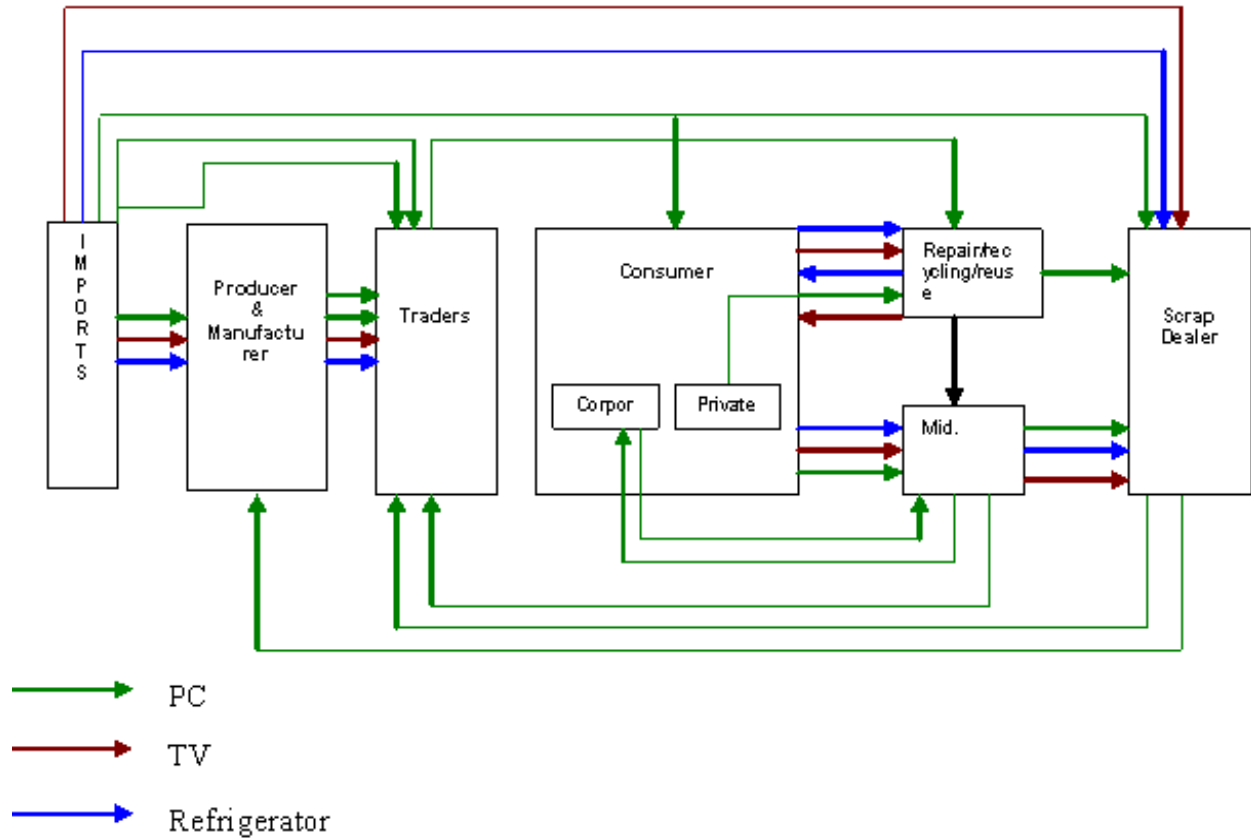 I
M
P
O
R
T
S
Producer
&
Manufactu
rer
Traders
Consumer
Corpor
Private
Repair/rec
ycling/reus
e
Mid.
Scrap
Dealer
PC
TV
Refrigerator